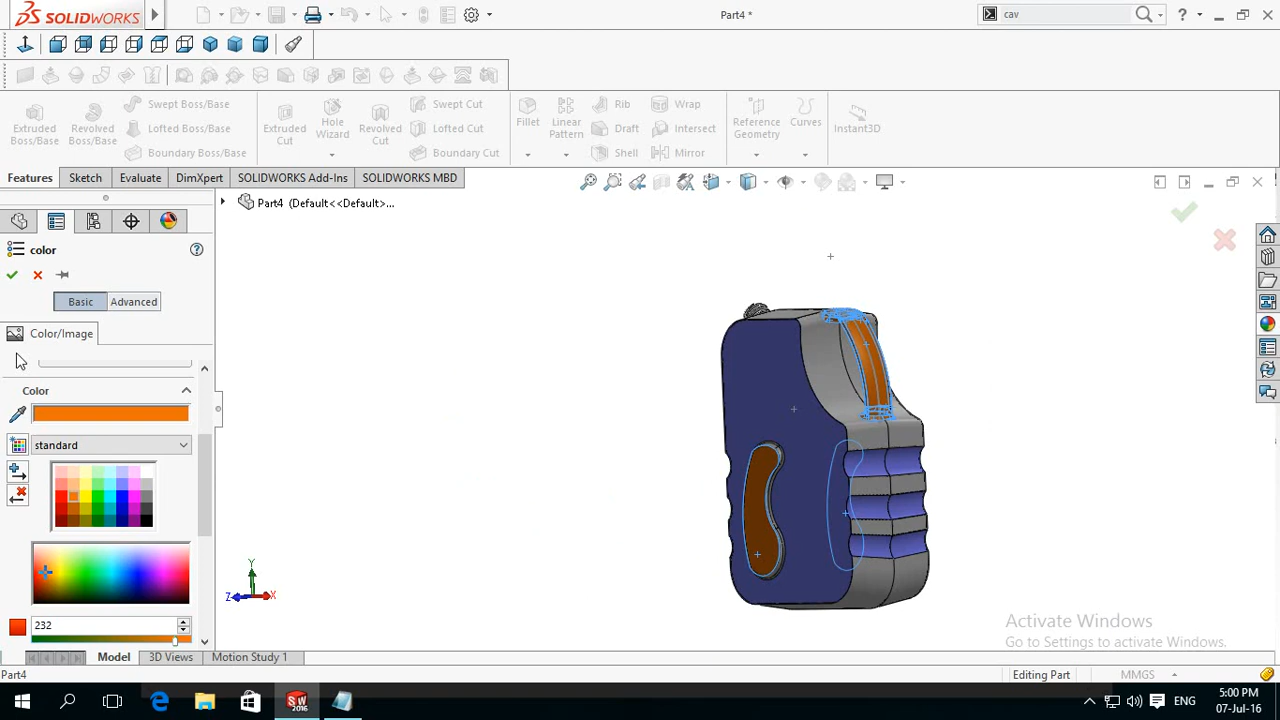 SOLIDWORKS
Part4 *
cav
?
Extruded Boss/Base
Revolved Boss/Base
Swept Boss/Base
Lofted Boss/Base
Boundary Boss/Base
Extruded Cut
Hole Wizard
Revolved Cut
Swept Cut
Lofted Cut
Boundary Cut
Fillet
Linear Pattern
Rib
Draft
Shell
Wrap
Intersect
Mirror
Reference Geometry
Curves
Instant3D
Features
Sketch
Evaluate
DimXpert
SOLIDWORKS Add-Ins
SOLIDWORKS MBD
Part4 (Default<<Default>...
color
?
Basic
Advanced
Color/Image
Color
standard
232
Y
Z
X
Activate Windows
Go to Settings to activate Windows.
Model
3D Views
Motion Study 1
Part4
Editing Part
MMGS
SW
2016
ENG
5:00 PM
07-Jul-16